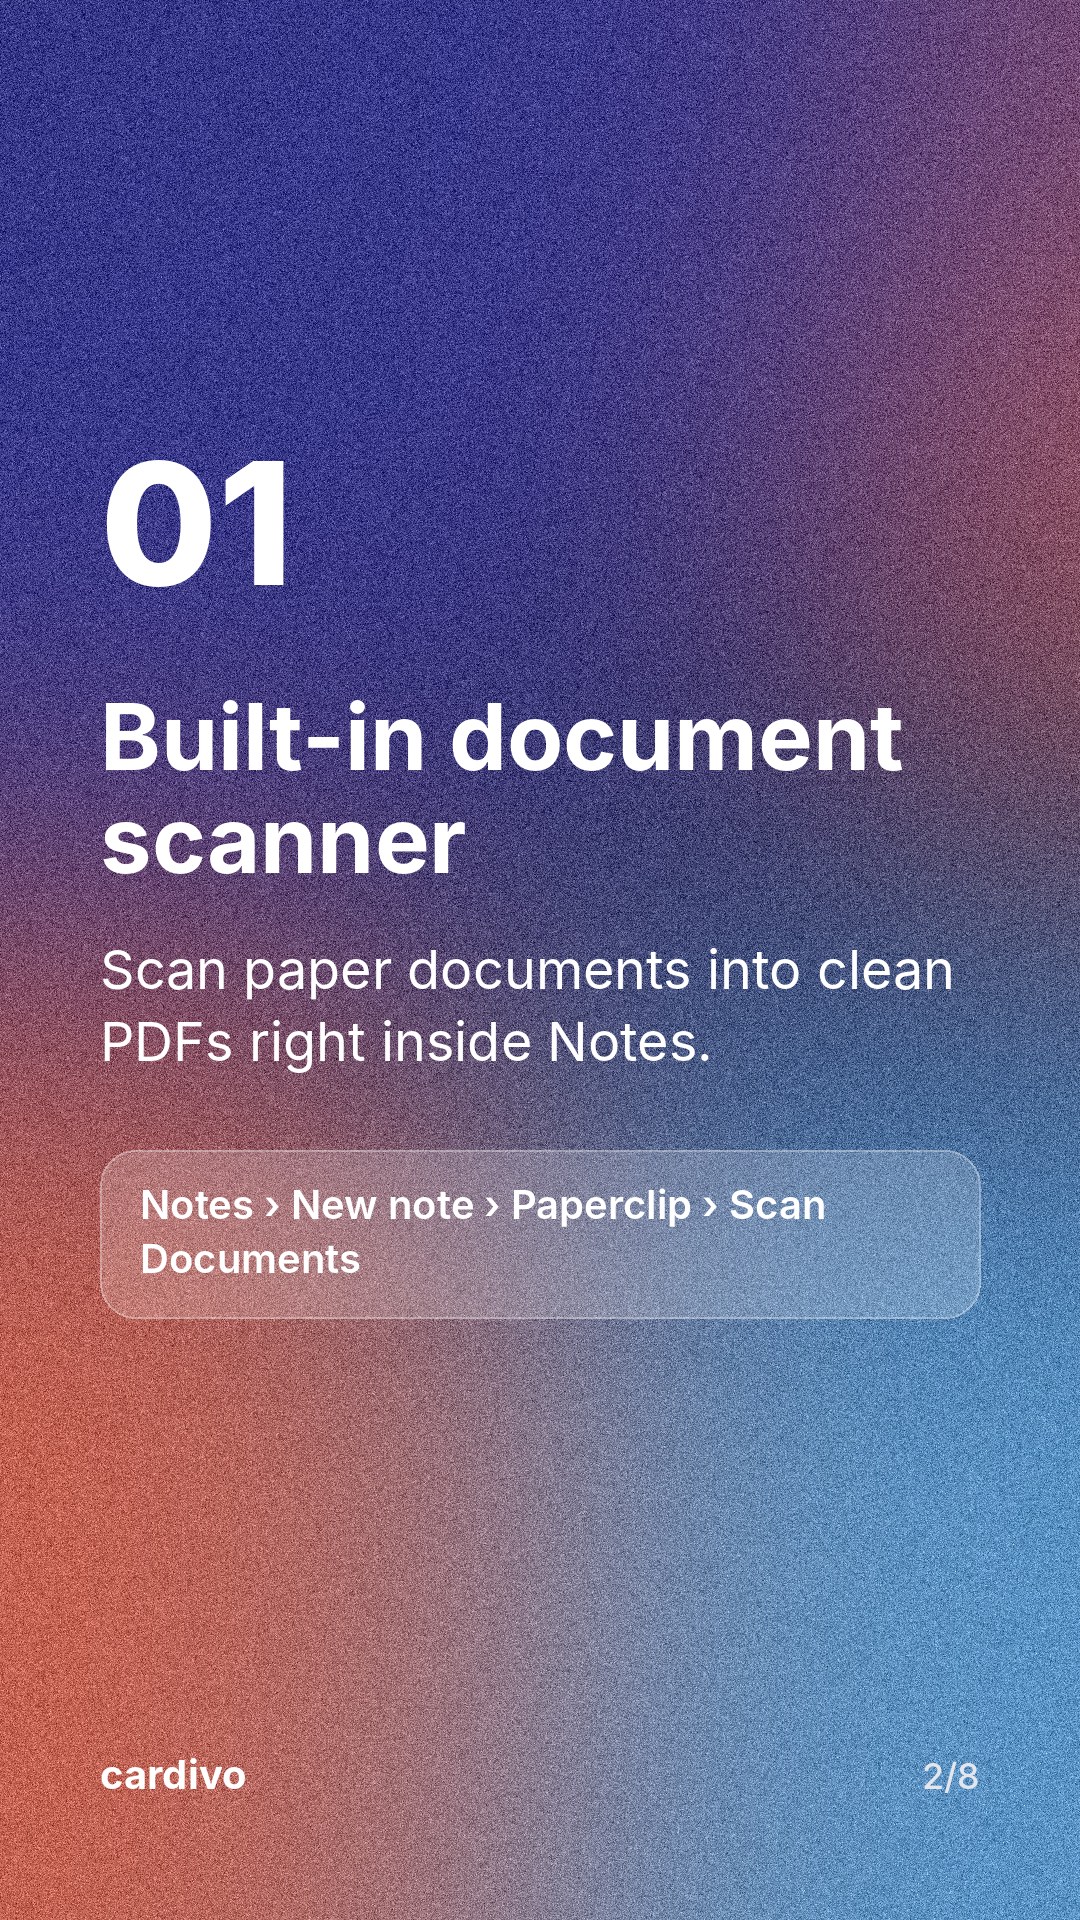 01
Built-in document
scanner
Scan paper documents into clean
PDFs right inside Notes.
Notes › New note › Paperclip › Scan
Documents
cardivo
2/8